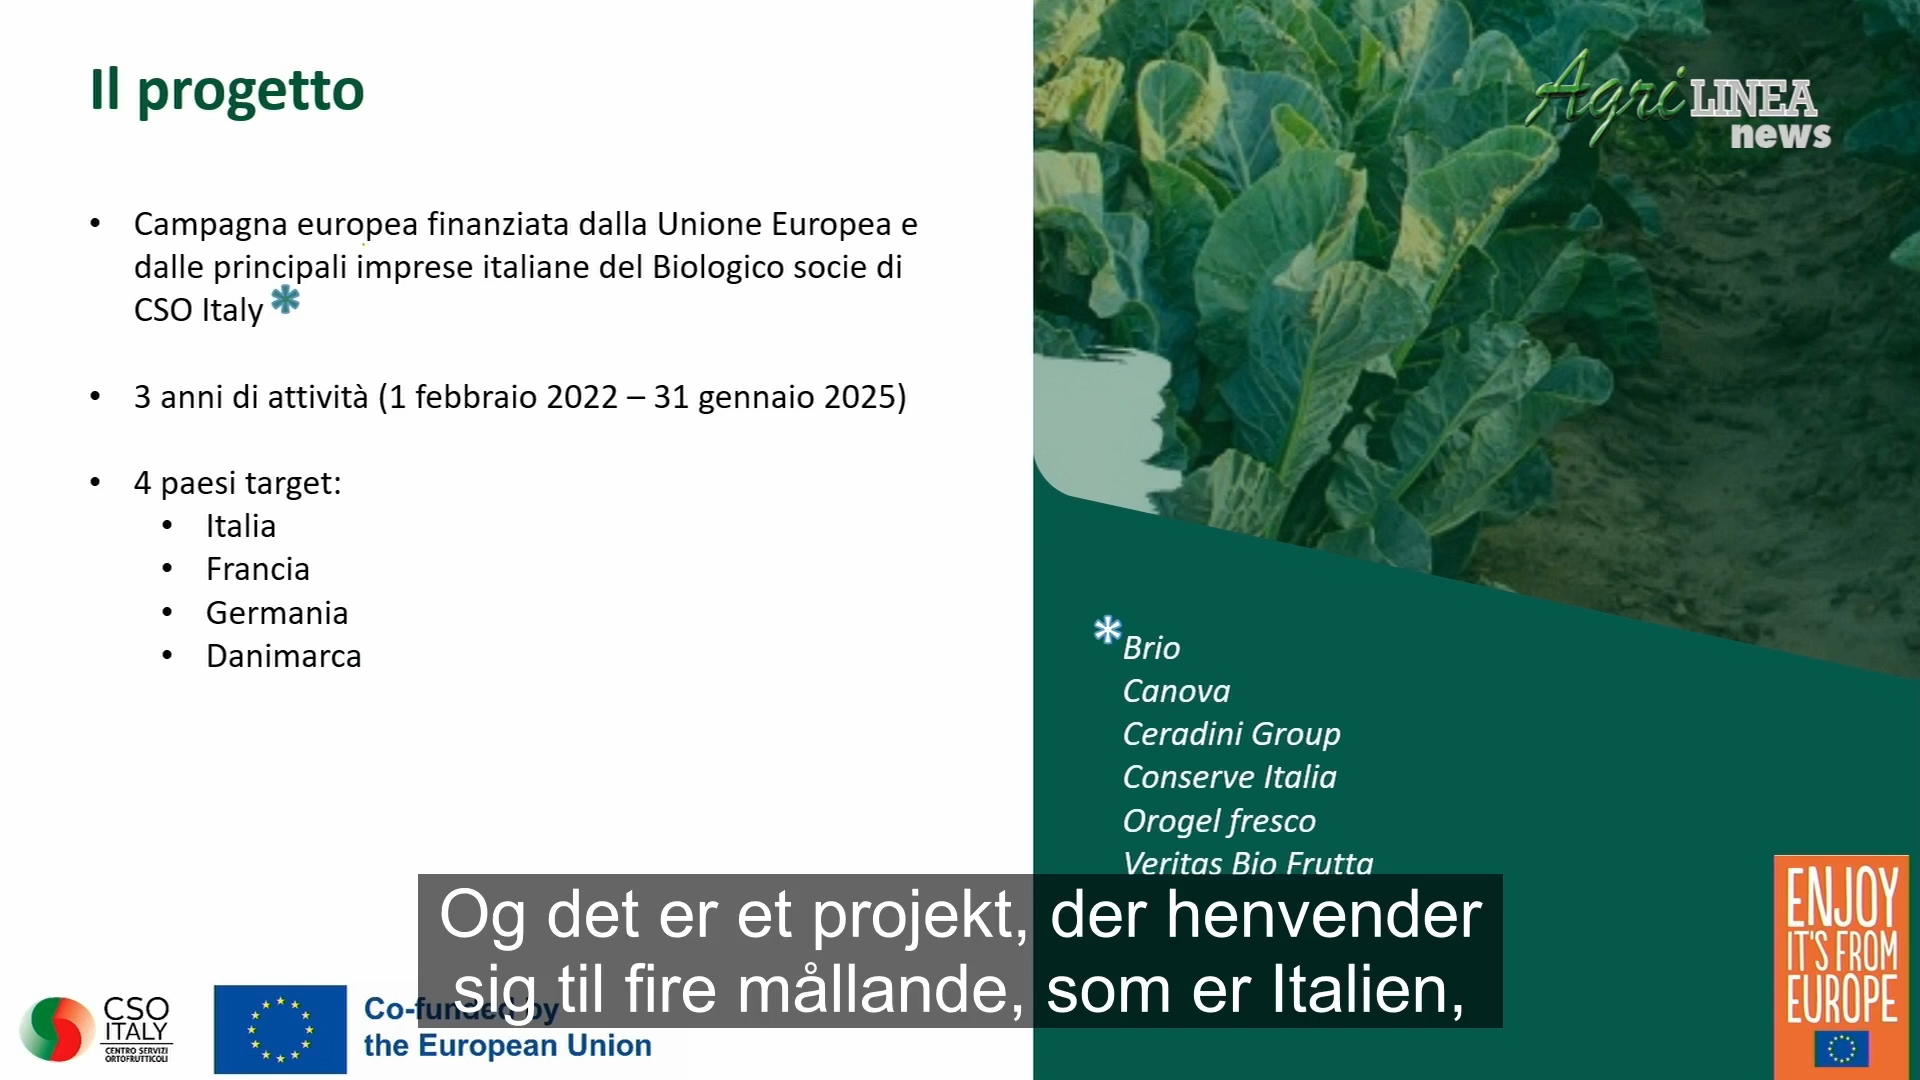 Il progetto
Agri LINEA
news
• Campagna europea finanziata dalla Unione Europea e
dalle principali imprese italiane del Biologico socie di
CSO Italy *
• 3 anni di attività (1 febbraio 2022 – 31 gennaio 2025)
• 4 paesi target:
• Italia
• Francia
• Germania
• Danimarca
* Brio
Canova
Ceradini Group
Conserve Italia
Orogel fresco
Veritas Bio Frutta
Og det er et projekt, der henvender
sig til fire mållande, som er Italien,
CSO
ITALY
CENTRO SERVIZI
ORTOFRUTTICOLI
Co-funded by
the European Union
ENJOY
IT'S FROM
EUROPE